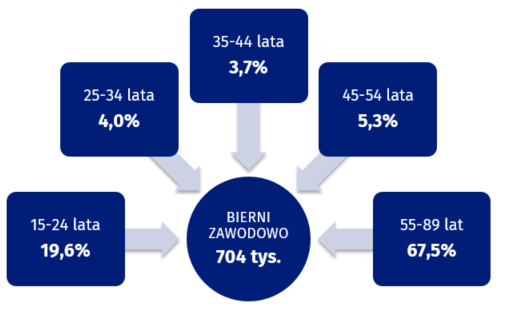 35-44 lata
3,7%
25-34 lata
4,0%
45-54 lata
5,3%
15-24 lata
19,6%
BIERNI
ZAWODOWO
704 tys.
55-89 lat
67,5%